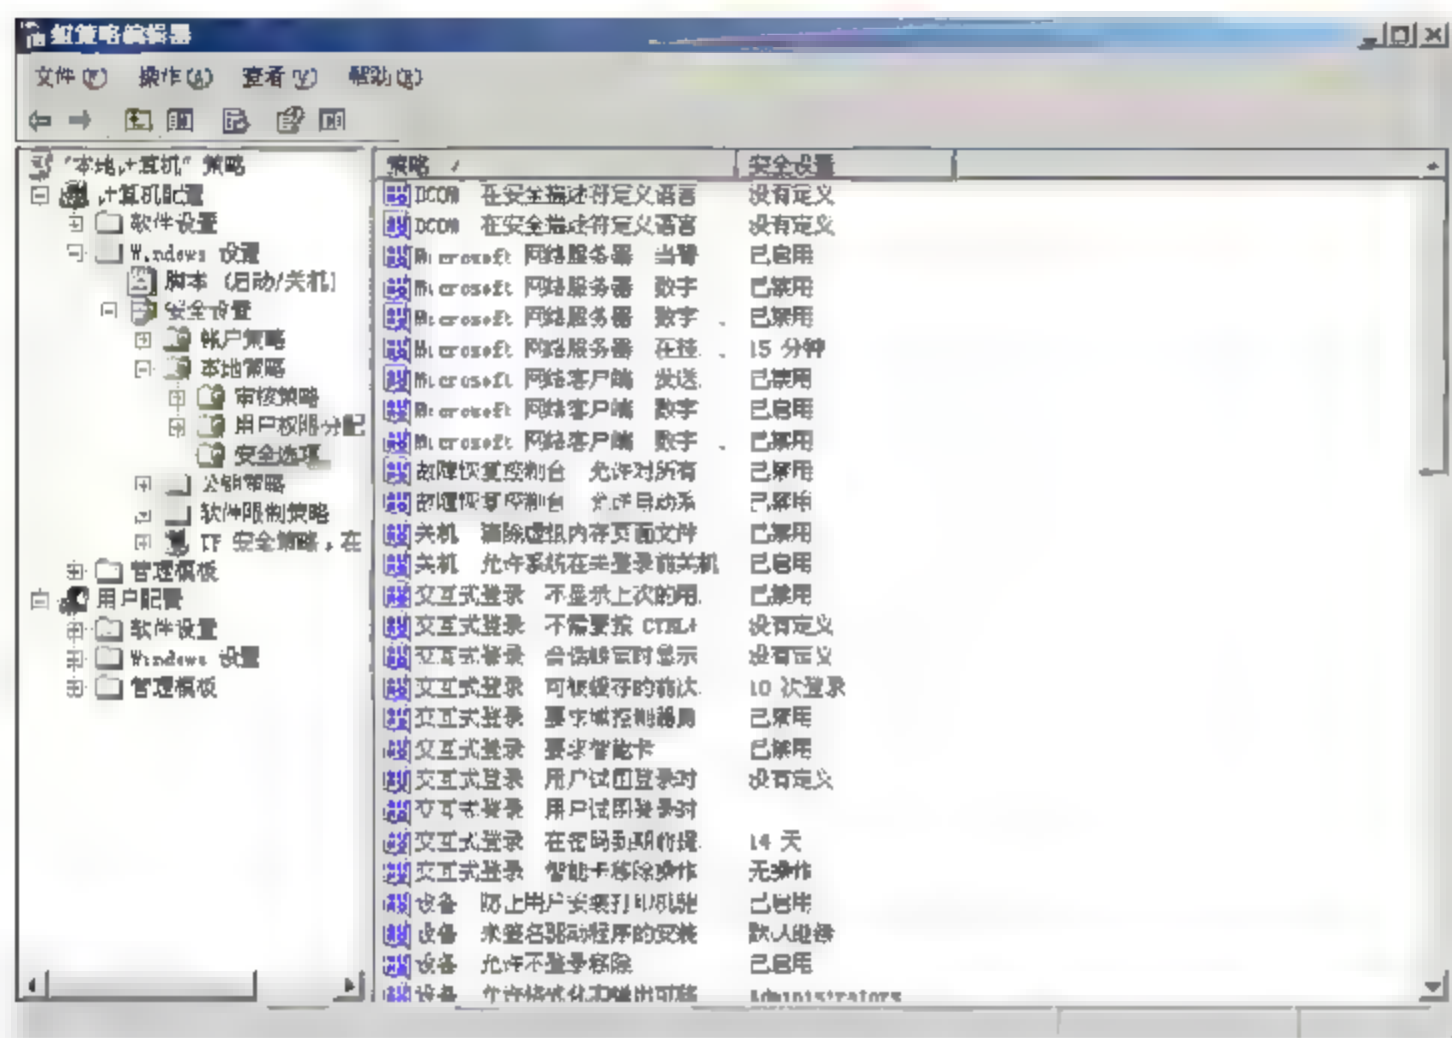 组策略编辑器
文件(F) 操作(A) 查看(V) 帮助(H)
"本地计算机" 策略
计算机配置
软件设置
Windows 设置
脚本 (启动/关机)
安全设置
帐户策略
本地策略
审核策略
用户权限分配
安全选项
公钥策略
软件限制策略
IP 安全策略，在
管理模板
用户配置
软件设置
Windows 设置
管理模板
策略 / 安全设置
DCOM 在安全描述符定义语言 没有定义
DCOM 在安全描述符定义语言 没有定义
Microsoft 网络服务器 当登 已启用
Microsoft 网络服务器 数字 已禁用
Microsoft 网络服务器 数字 . 已禁用
Microsoft 网络服务器 在挂. . 15 分钟
Microsoft 网络客户端 发送. 已禁用
Microsoft 网络客户端 数字 已启用
Microsoft 网络客户端 数字 . 已禁用
故障恢复控制台 允许对所有 已禁用
故障恢复控制台 允许自动系 已禁用
关机 清除虚拟内存页面文件 已禁用
关机 允许系统在未登录前关机 已启用
交互式登录 不显示上次的用. 已禁用
交互式登录 不需要按 CTRL+ 没有定义
交互式登录 会话锁定时显示 没有定义
交互式登录 可被缓存的前次. 10 次登录
交互式登录 要求域控制器身 已禁用
交互式登录 要求智能卡 已禁用
交互式登录 用户试图登录时 没有定义
交互式登录 用户试图登录时
交互式登录 在密码到期前提. 14 天
交互式登录 智能卡移除操作 无操作
设备 防止用户安装打印机驱 已启用
设备 未签名驱动程序的安装 默认继续
设备 允许不登录移除 已启用
设备 允许格式化和弹出可移 Administrators